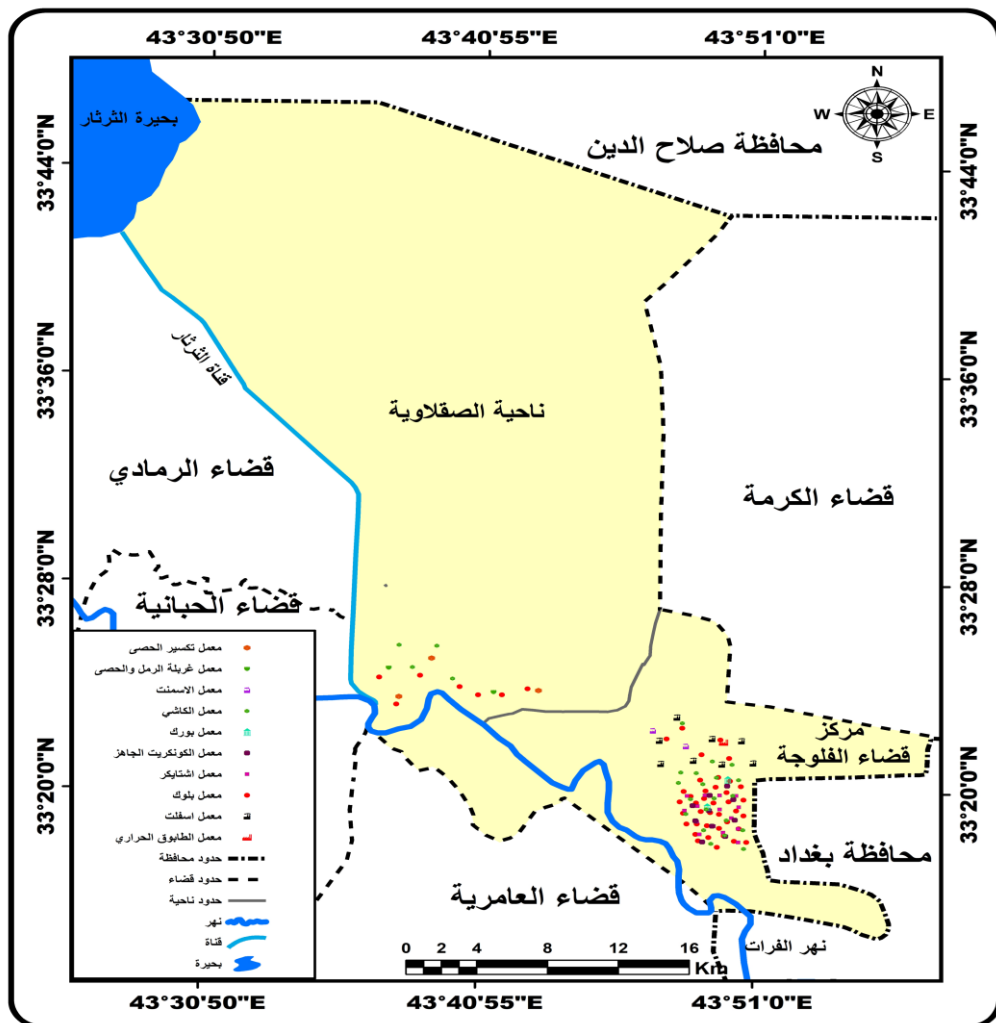 43°30'50"E 43°40'55"E 43°51'0"E
N
W E
S
بحيرة الثرثار
محافظة صلاح الدين
33°44'0"N 33°44'0"N
قناة الثرثار
33°36'0"N 33°36'0"N
ناحية الصقلاوية
قضاء الرمادي
قضاء الكرمة
33°28'0"N 33°28'0"N
قضاء الحبانية
معمل تكسير الحصى
معمل غربلة الرمل والحصى
معمل الاسمنت
معمل الكاشي
معمل بورك
معمل الكونكريت الجاهز
معمل اشتايكر
معمل بلوك
معمل اسفلت
معمل الطابوق الحراري
حدود محافظة
حدود قضاء
حدود ناحية
نهر
قناة
بحيرة
مركز
قضاء الفلوجة
33°20'0"N 33°20'0"N
محافظة بغداد
قضاء العامرية
نهر الفرات
0 2 4 8 12 16
Km
43°30'50"E 43°40'55"E 43°51'0"E